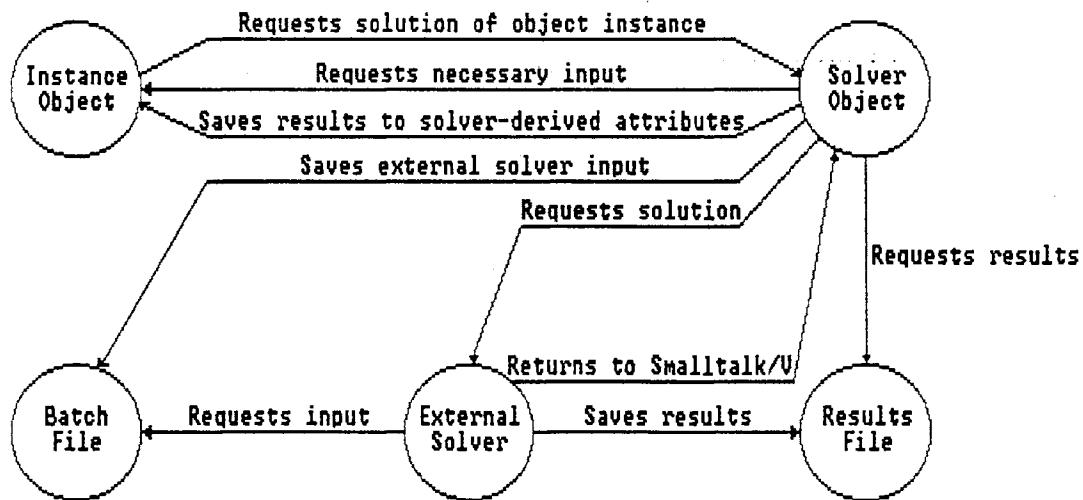 Requests solution of object instance
Instance
Object
Requests necessary input
Solver
Object
Saves results to solver-derived attributes
Saves external solver input
Requests solution
Requests results
Returns to Smalltalk/V
Batch
File
Requests input
External
Solver
Saves results
Results
File